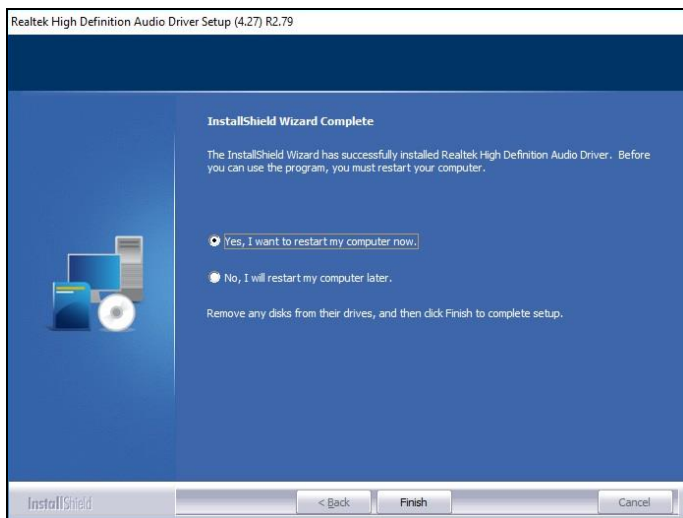 Realtek High Definition Audio Driver Setup (4.27) R2.79
InstallShield Wizard Complete
The InstallShield Wizard has successfully installed Realtek High Definition Audio Driver. Before
you can use the program, you must restart your computer.
Yes, I want to restart my computer now.
No, I will restart my computer later.
Remove any disks from their drives, and then click Finish to complete setup.
InstallShield
< Back
Finish
Cancel